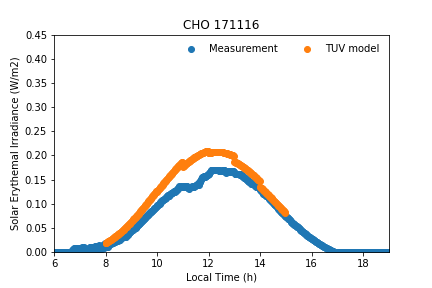 CHO 171116
Measurement
TUV model
Solar Erythemal Irradiance (W/m2)
0.45
0.40
0.35
0.30
0.25
0.20
0.15
0.10
0.05
0.00
6 8 10 12 14 16 18
Local Time (h)